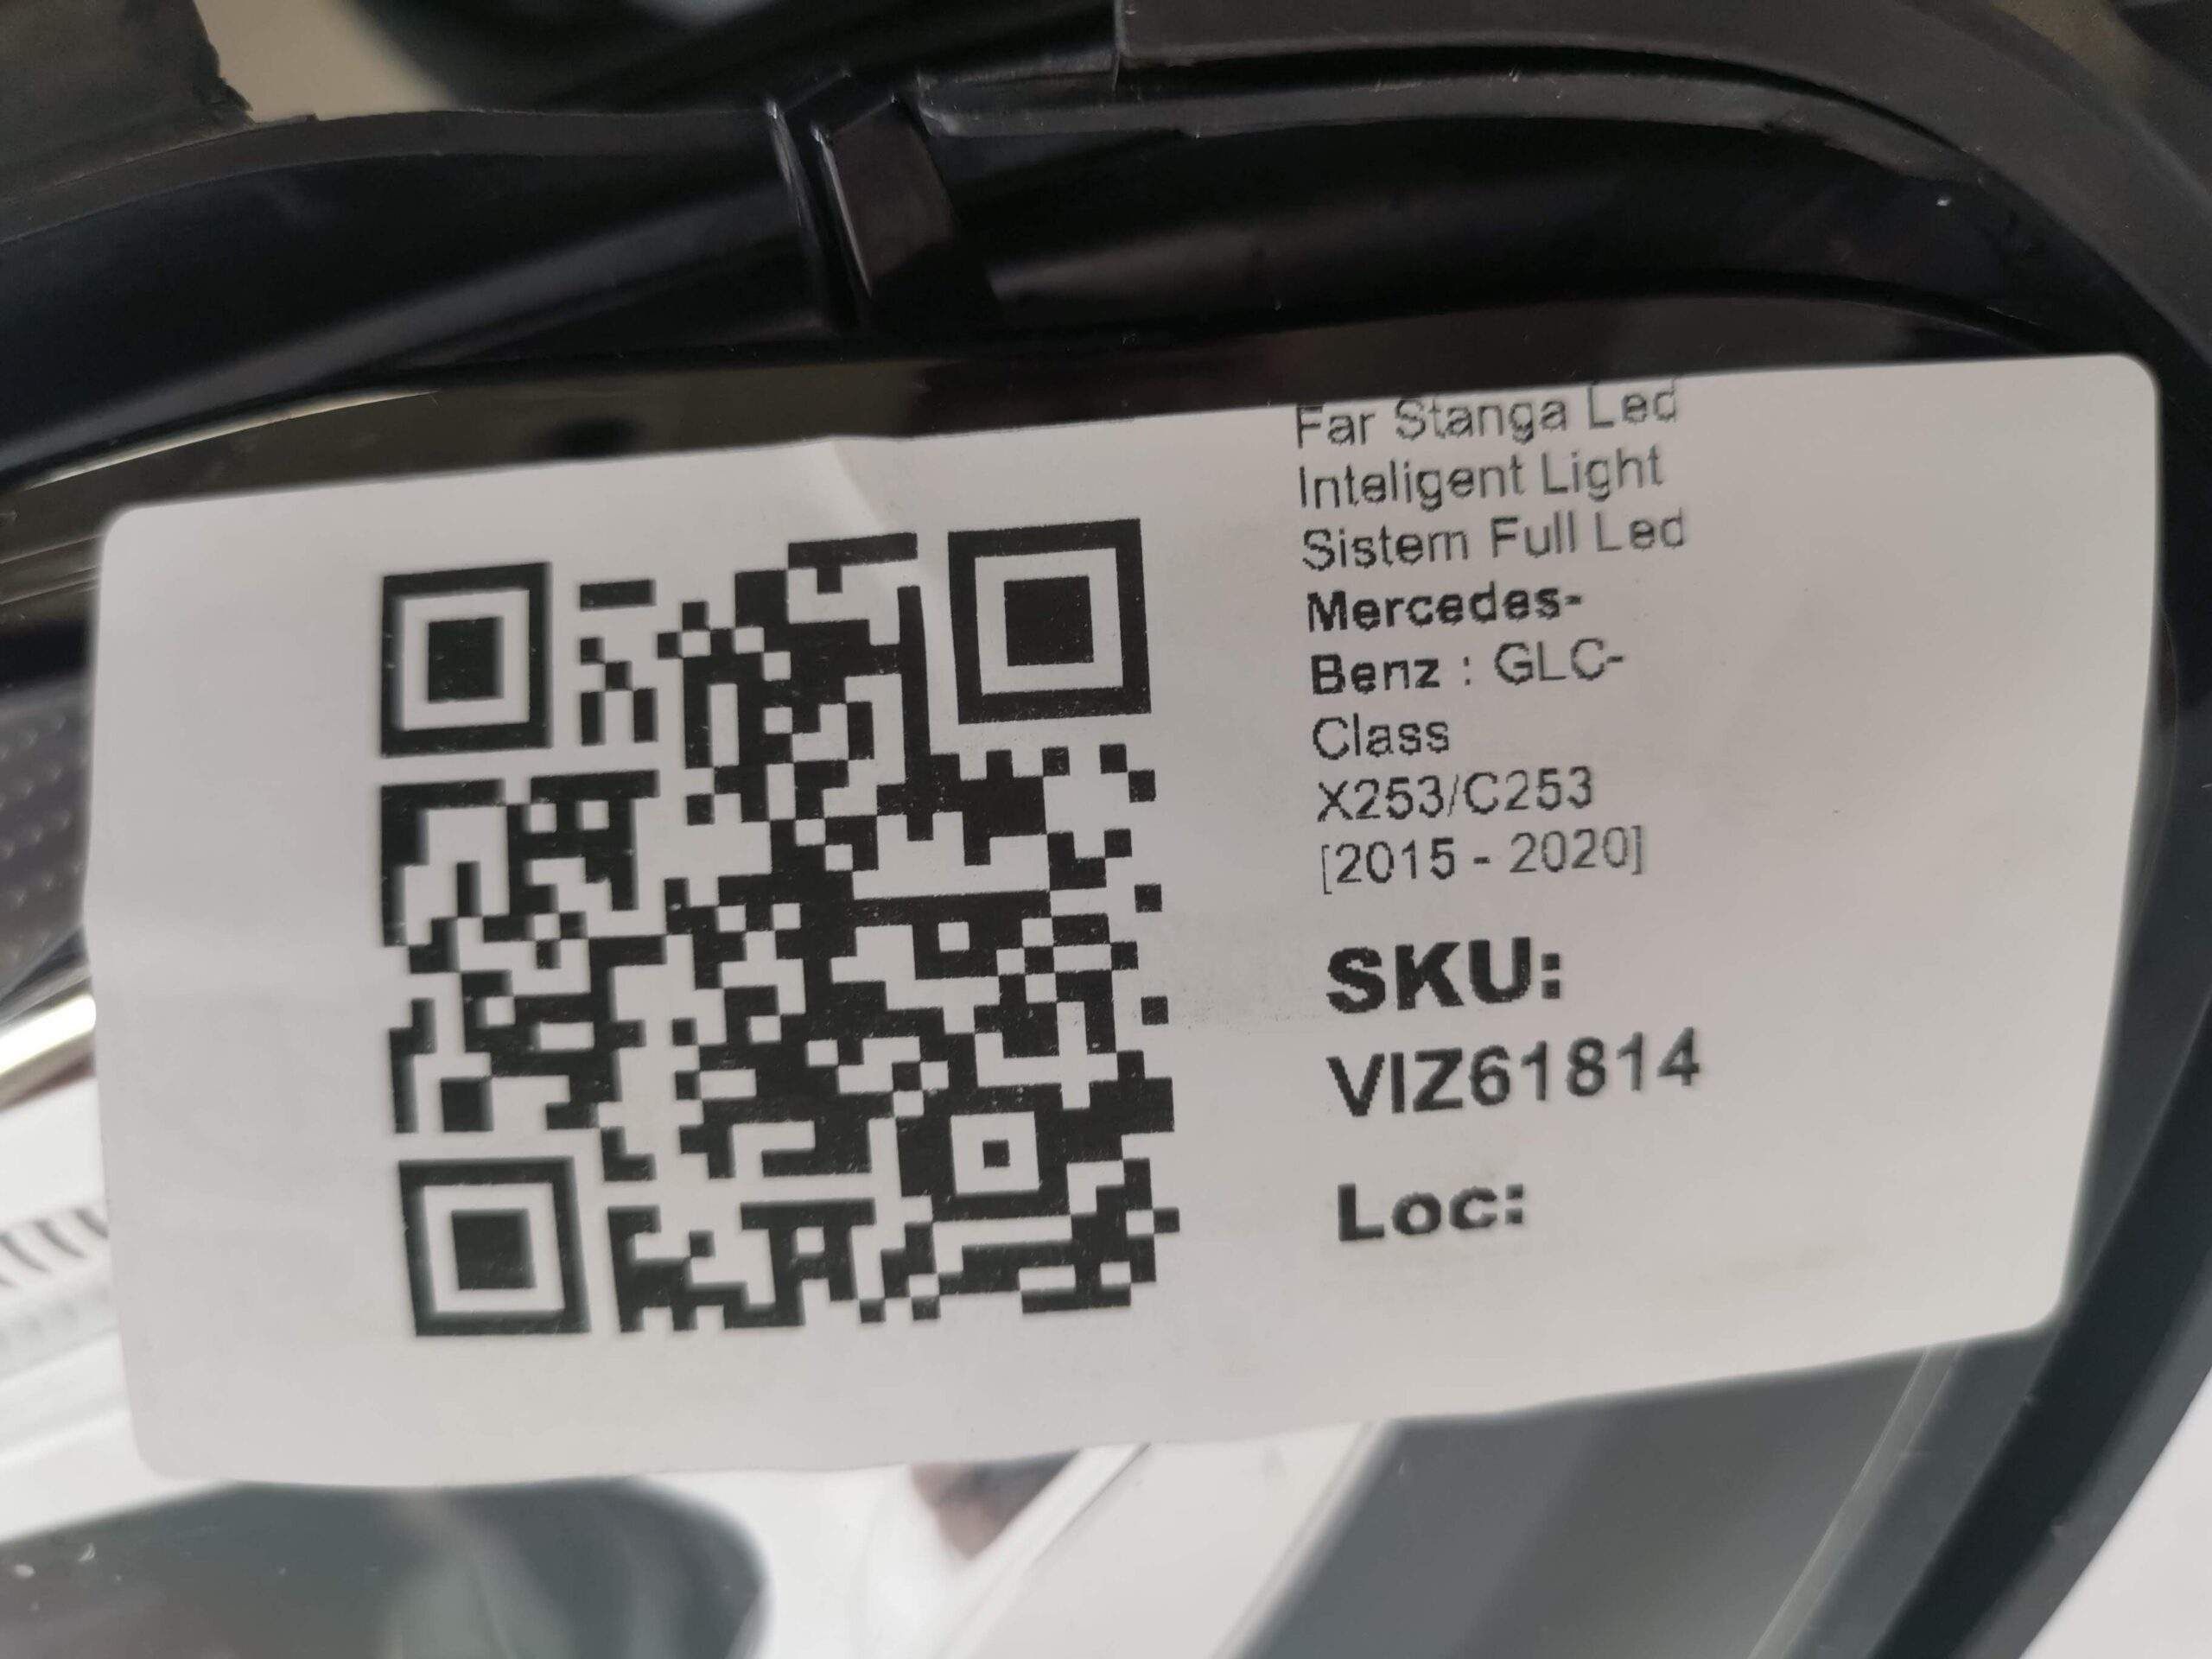 Far Stanga Led
Inteligent Light
Sistem Full Led
Mercedes-
Benz : GLC-
Class
X253/C253
[2015 - 2020]
SKU:
VIZ61814
Loc: